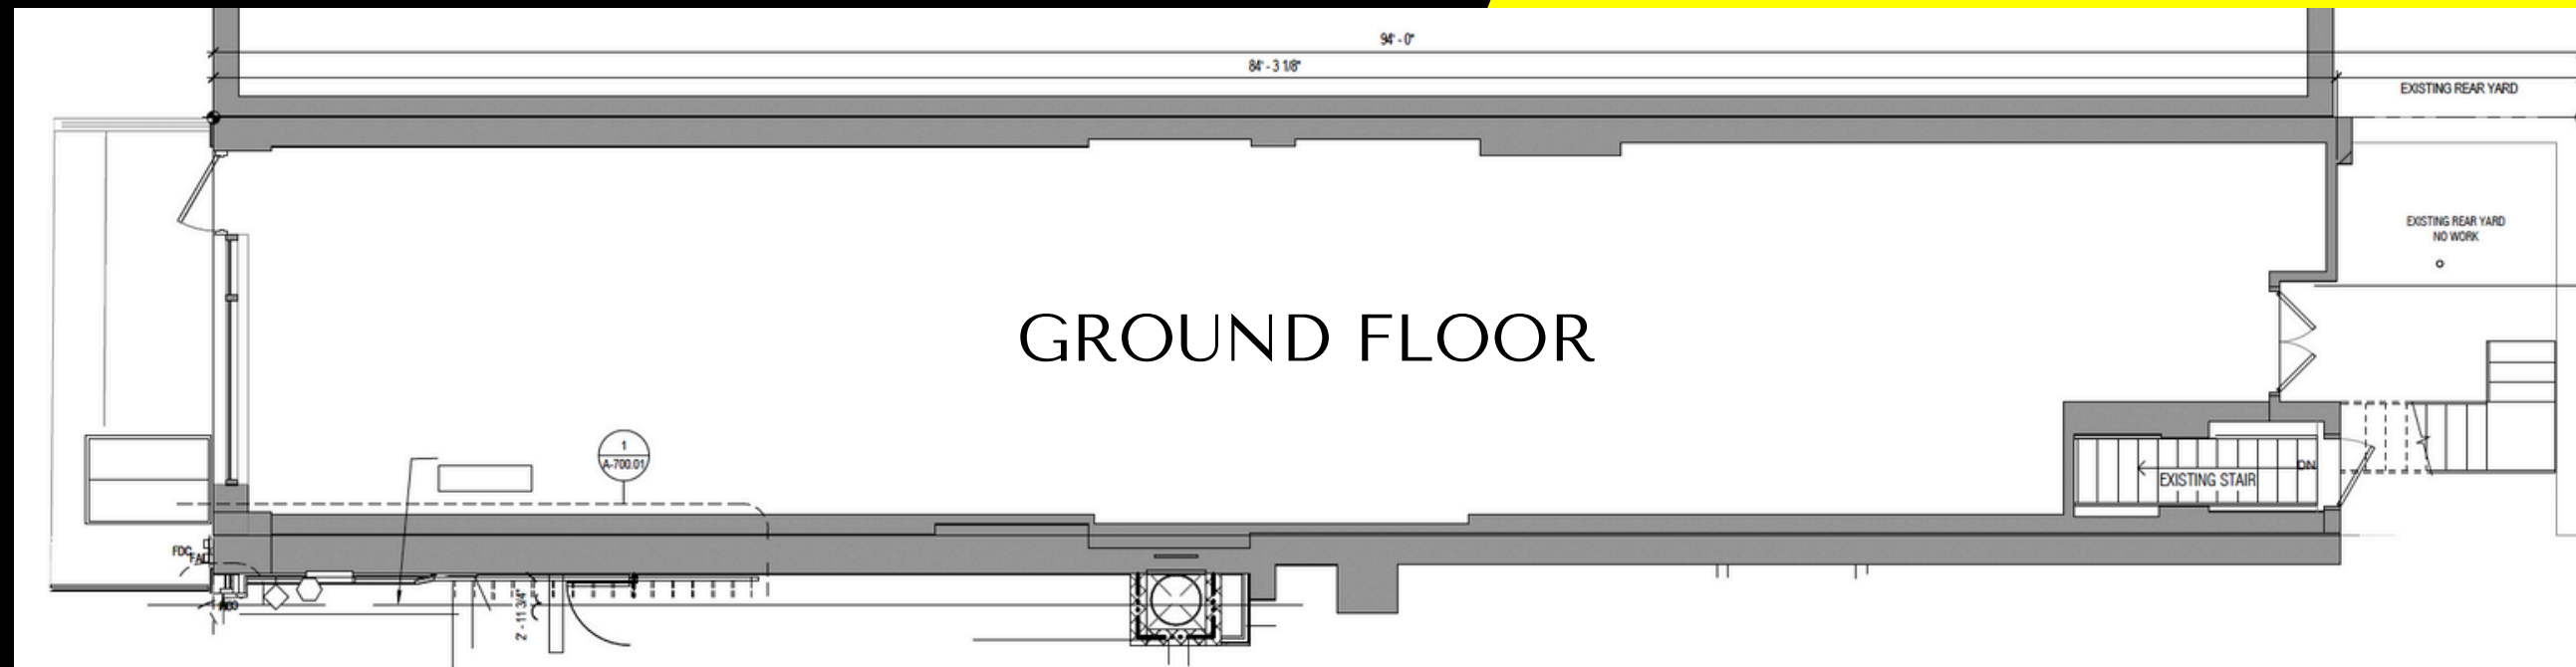 94' - 0"
84' - 3 1/8"
EXISTING REAR YARD
EXISTING REAR YARD
NO WORK
GROUND FLOOR
1
A-700.01
DN
EXISTING STAIR
FDC
FAI
2' - 11 3/4"